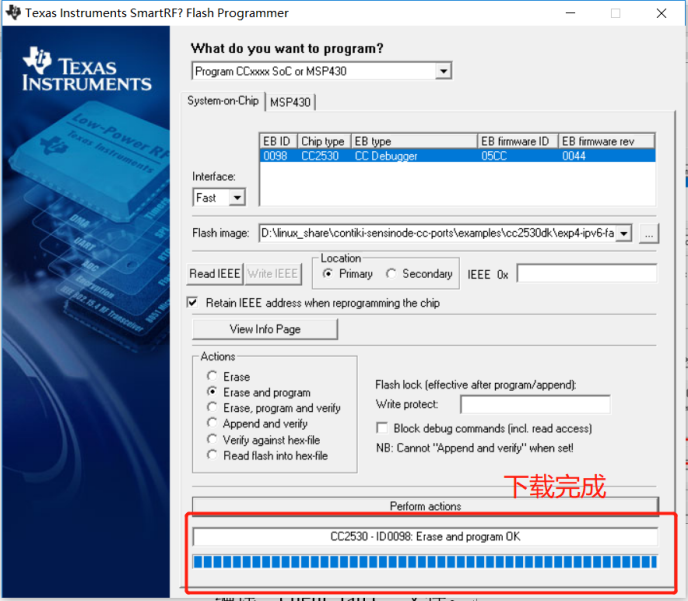 Texas Instruments SmartRF? Flash Programmer
TEXAS
INSTRUMENTS
Low-Power RF
Texas Instruments
DMA
UART
What do you want to program?
Program CCxxxx SoC or MSP430
System-on-Chip MSP430
EB ID Chip type EB type EB firmware ID EB firmware rev
0098 CC2530 CC Debugger 05CC 0044
Interface:
Fast
Flash image: D:\linux_share\contiki-sensinode-cc-ports\examples\cc2530dk\exp4-ipv6-fa ...
Read IEEE Write IEEE
Location
Primary Secondary
IEEE 0x
Retain IEEE address when reprogramming the chip
View Info Page
Actions
Erase
Erase and program
Erase, program and verify
Append and verify
Verify against hex-file
Read flash into hex-file
Flash lock (effective after program/append):
Write protect:
Block debug commands (incl. read access)
NB: Cannot "Append and verify" when set!
下载完成
Perform actions
CC2530 - ID0098: Erase and program OK